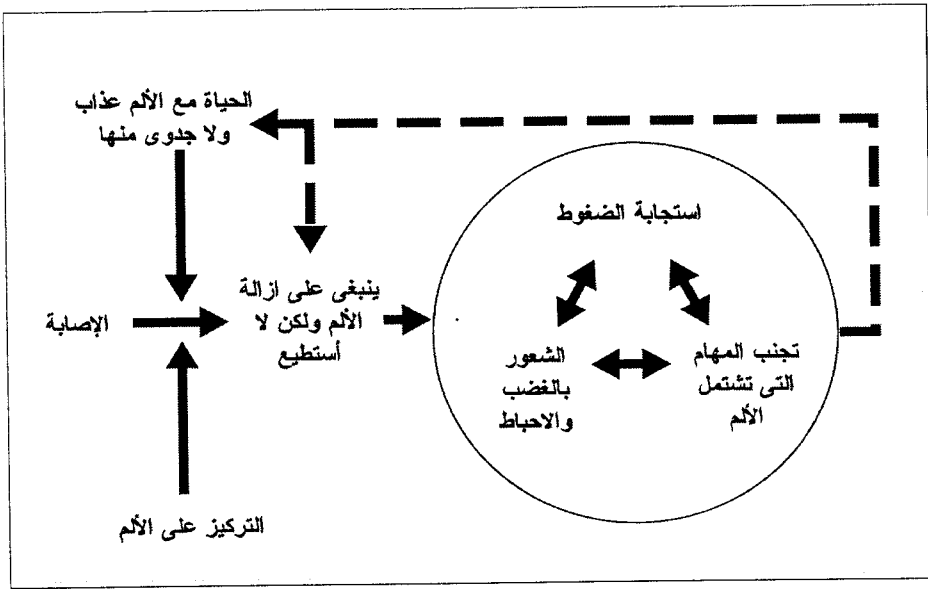 الحياة مع الألم عذاب
ولا جدوى منها
استجابة الضغوط
ينبغى على ازالة
الألم ولكن لا
أستطيع
الإصابة
تجنب المهام
التى تشتمل
الألم
الشعور
بالغضب
والاحباط
التركيز على الألم